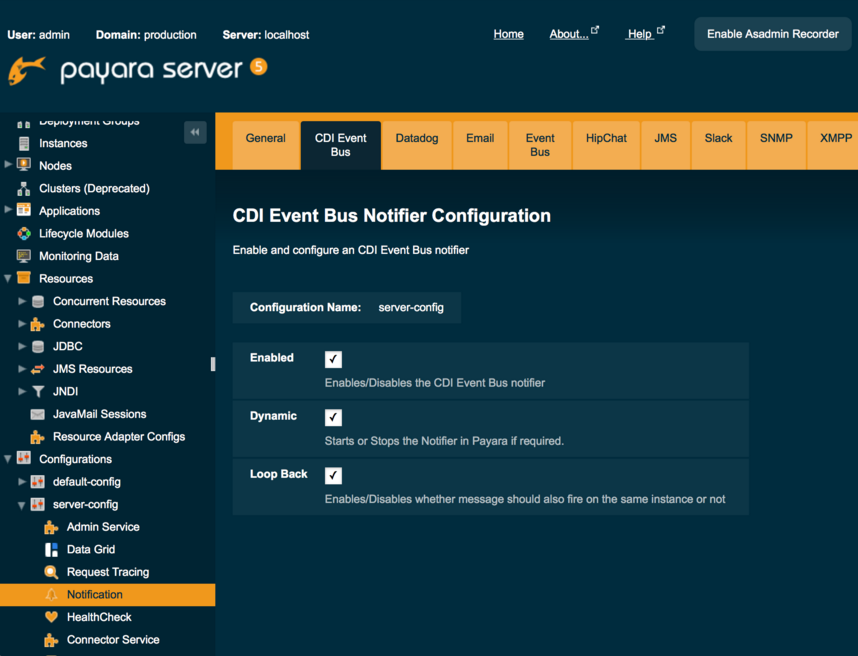 User: admin Domain: production Server: localhost
Home About... Help Enable Asadmin Recorder
payara server 5
Deployment Groups
Instances
Nodes
Clusters (Deprecated)
Applications
Lifecycle Modules
Monitoring Data
Resources
Concurrent Resources
Connectors
JDBC
JMS Resources
JNDI
JavaMail Sessions
Resource Adapter Configs
Configurations
default-config
server-config
Admin Service
Data Grid
Request Tracing
Notification
HealthCheck
Connector Service
General CDI Event Bus Datadog Email Event Bus HipChat JMS Slack SNMP XMPP
CDI Event Bus Notifier Configuration
Enable and configure an CDI Event Bus notifier
Configuration Name: server-config
Enabled
Enables/Disables the CDI Event Bus notifier
Dynamic
Starts or Stops the Notifier in Payara if required.
Loop Back
Enables/Disables whether message should also fire on the same instance or not